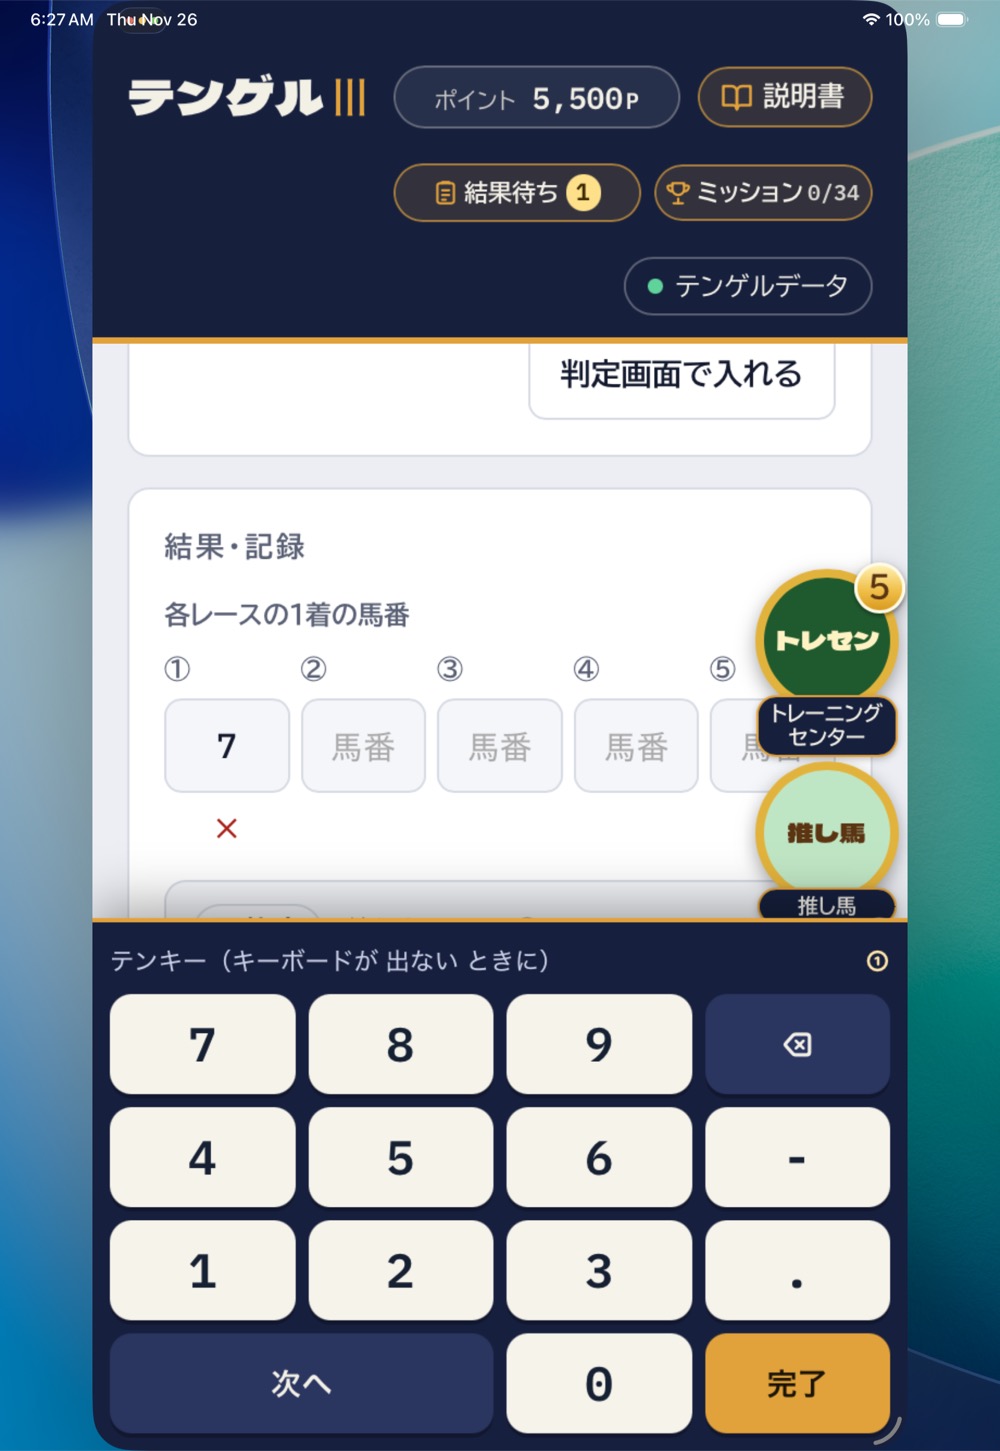 6:27 AM Thu Nov 26
100%
テンゲルIII
ポイント 5,500P
説明書
結果待ち 1
ミッション 0/34
テンゲルデータ
判定画面で入れる
結果・記録
各レースの1着の馬番
① ② ③ ④ ⑤
7 馬番 馬番 馬番
×
5
トレセン
トレーニング
センター
推し馬
推し馬
テンキー（キーボードが 出ない ときに）
①
7 8 9
4 5 6 -
1 2 3 .
次へ 0 完了